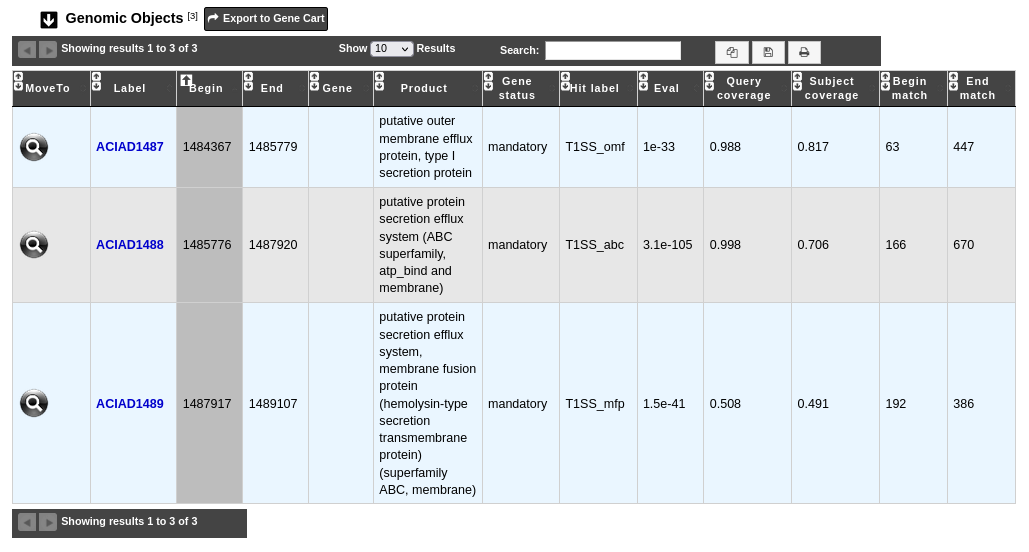 Genomic Objects [3] Export to Gene Cart
Showing results 1 to 3 of 3 Show 10 Results Search:
MoveTo Label Begin End Gene Product Gene status Hit label Eval Query coverage Subject coverage Begin match End match
putative outer
membrane efflux
ACIAD1487 1484367 1485779 protein, type I mandatory T1SS_omf 1e-33 0.988 0.817 63 447
secretion protein
putative protein
secretion efflux
system (ABC
ACIAD1488 1485776 1487920 superfamily, mandatory T1SS_abc 3.1e-105 0.998 0.706 166 670
atp_bind and
membrane)
putative protein
secretion efflux
system,
membrane fusion
protein
ACIAD1489 1487917 1489107 (hemolysin-type mandatory T1SS_mfp 1.5e-41 0.508 0.491 192 386
secretion
transmembrane
protein)
(superfamily
ABC, membrane)
Showing results 1 to 3 of 3